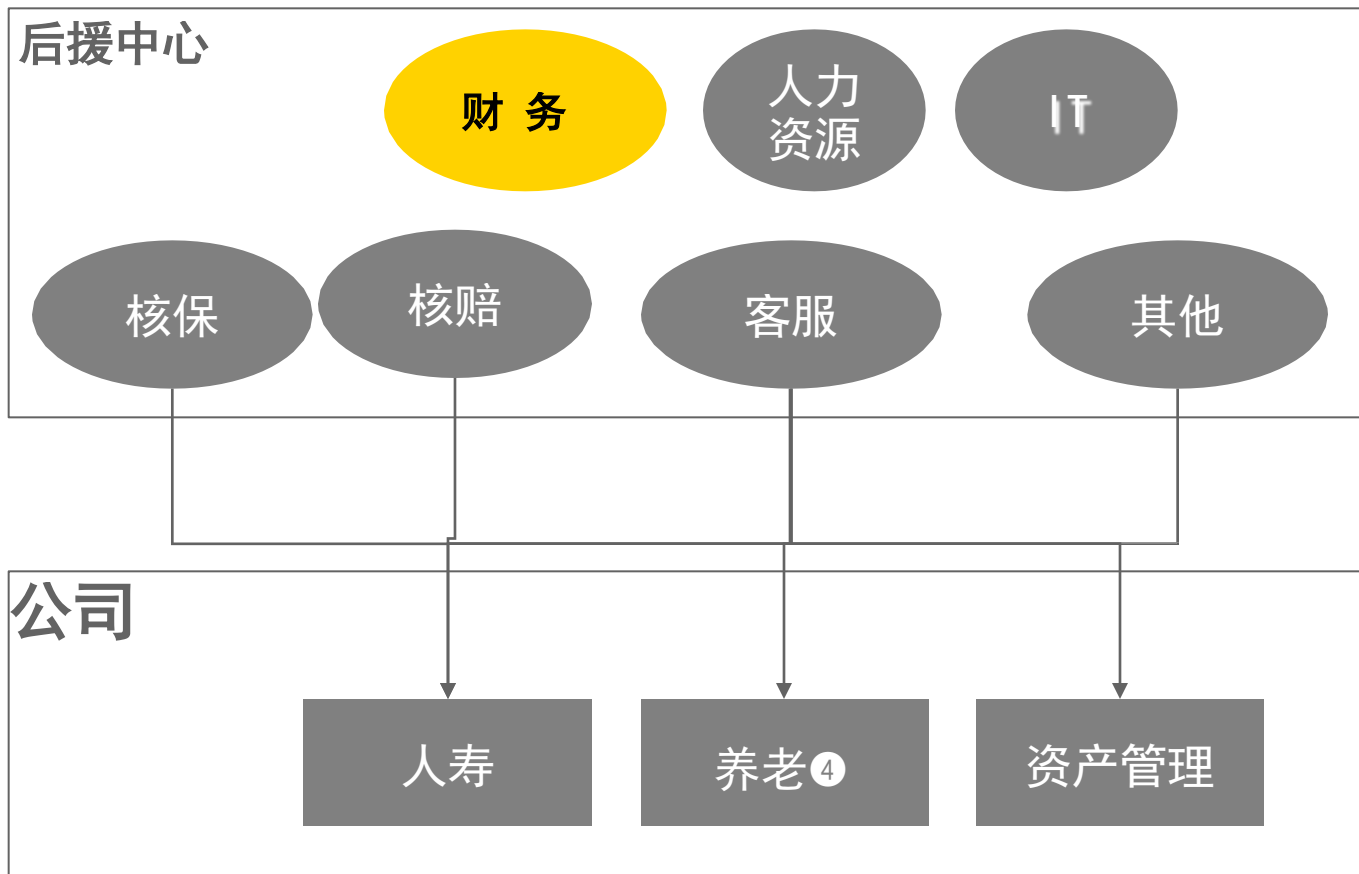 后援中心
财 务
人力
资源
IT
核保
核赔
客服
其他
公司
人寿
养老❹
资产管理